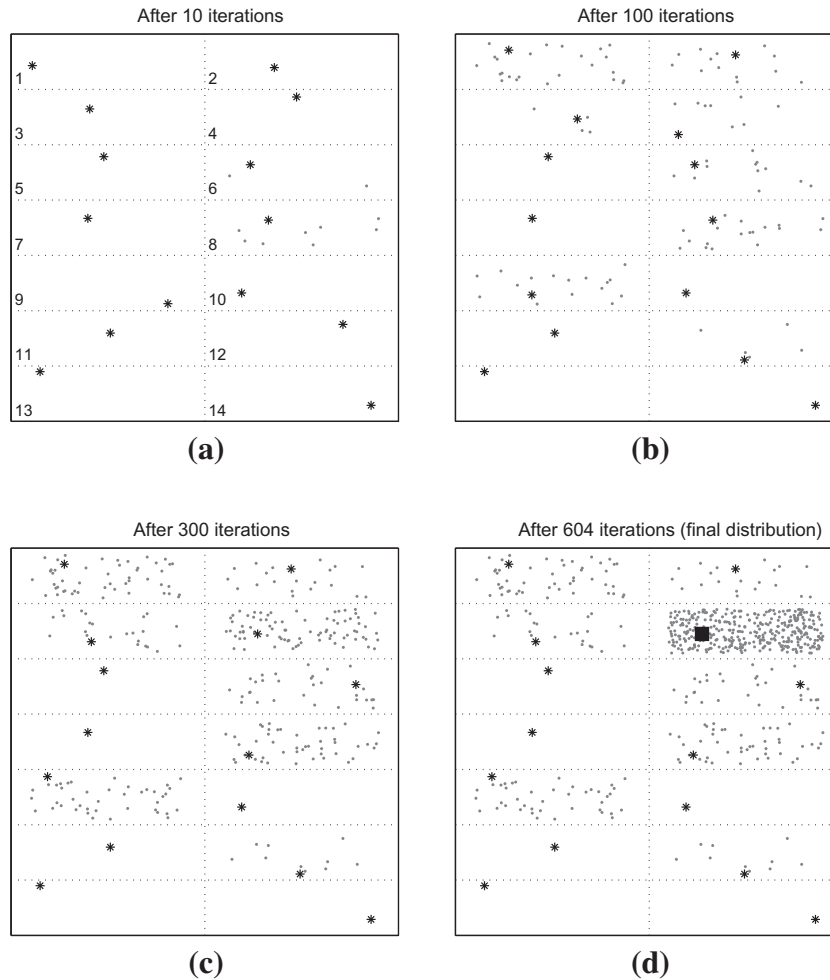 After 10 iterations
After 100 iterations
1
2
3
4
5
6
7
8
9
10
11
12
13
14
(a)
(b)
After 300 iterations
After 604 iterations (final distribution)
(c)
(d)